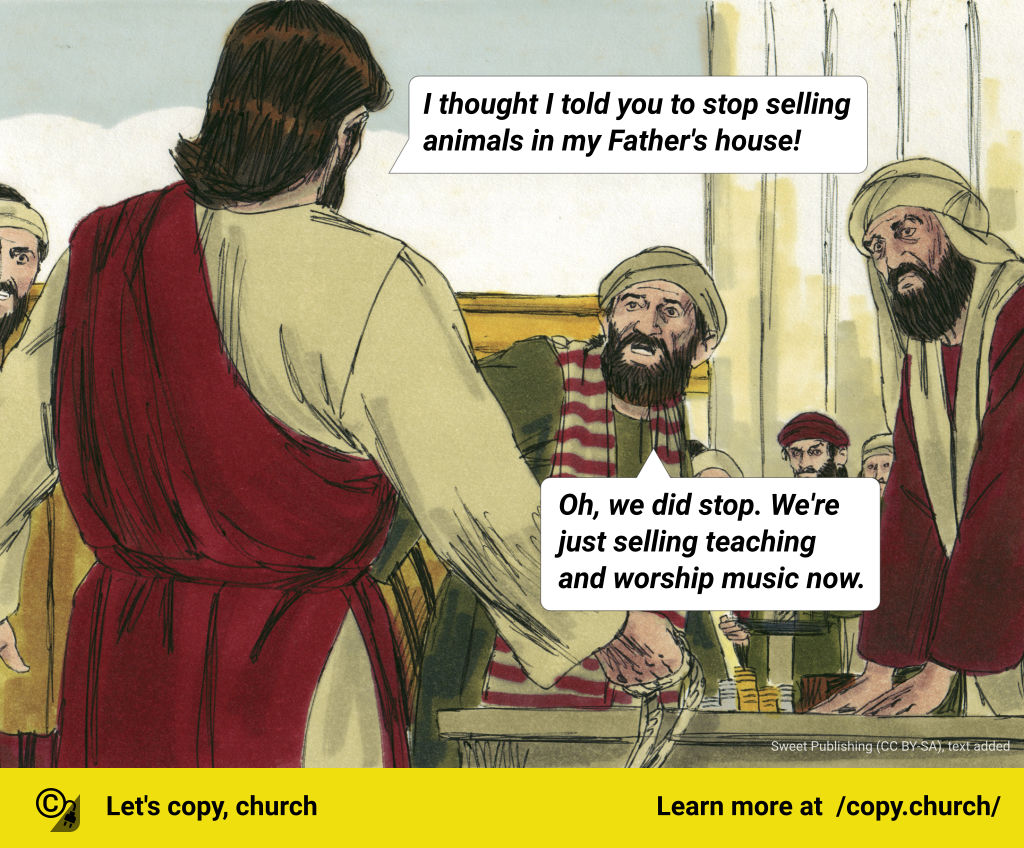 I thought I told you to stop selling
animals in my Father's house!
Oh, we did stop. We're
just selling teaching
and worship music now.
Sweet Publishing (CC BY-SA), text added
©
Let's copy, church
Learn more at /copy.church/